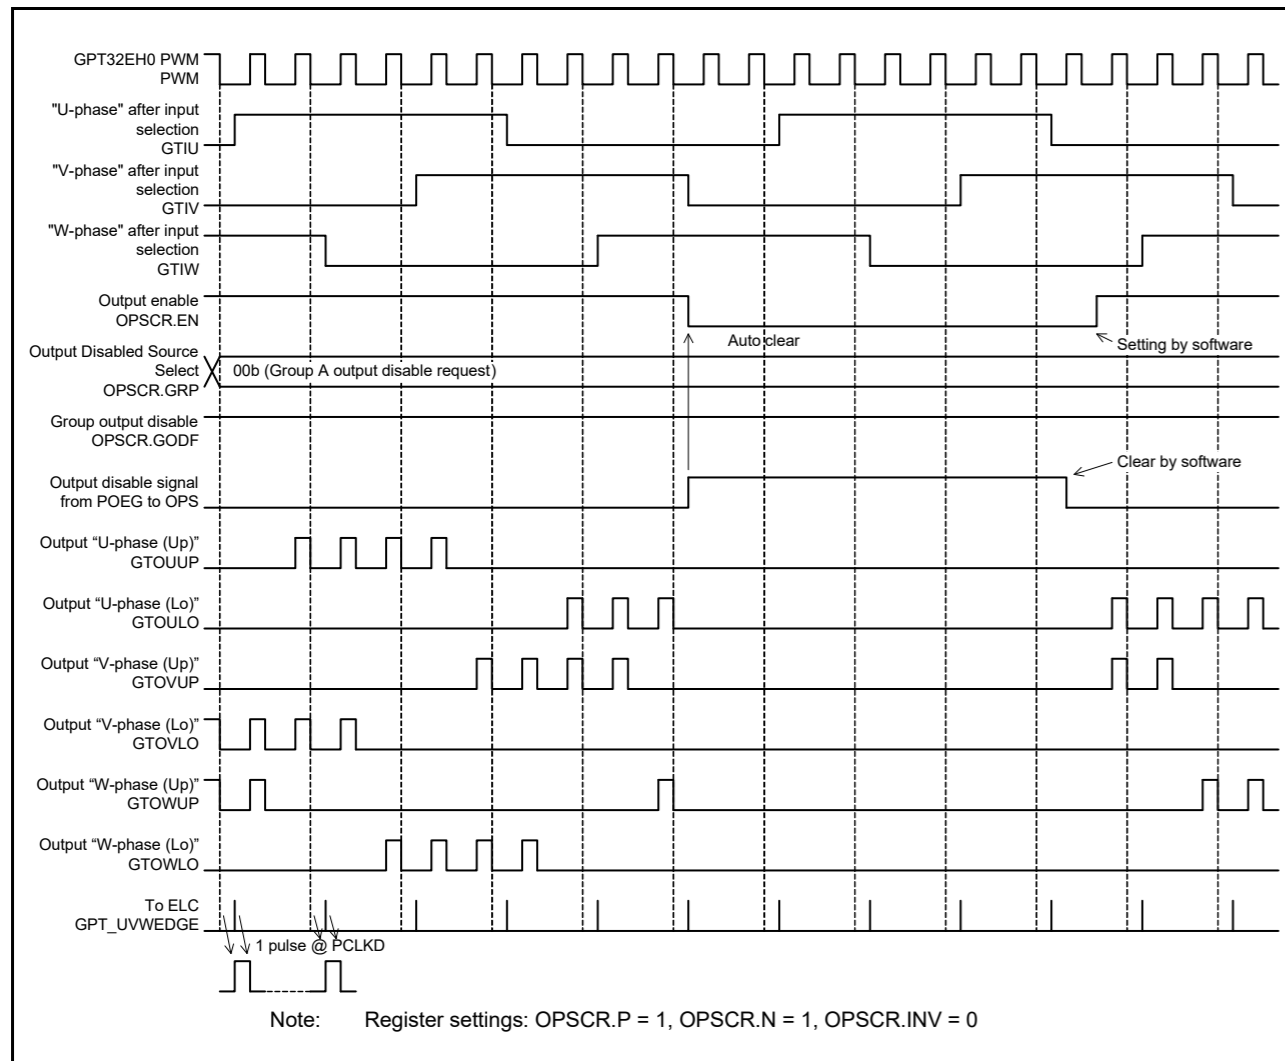 GPT32EH0 PWM
PWM
"U-phase" after input
selection
GTIU
"V-phase" after input
selection
GTIV
"W-phase" after input
selection
GTIW
Output enable
OPSCR.EN
Auto clear
Setting by software
Output Disabled Source
Select
OPSCR.GRP
00b (Group A output disable request)
Group output disable
OPSCR.GODF
Clear by software
Output disable signal
from POEG to OPS
Output “U-phase (Up)”
GTOUUP
Output “U-phase (Lo)”
GTOULO
Output “V-phase (Up)”
GTOVUP
Output “V-phase (Lo)”
GTOVLO
Output “W-phase (Up)”
GTOWUP
Output “W-phase (Lo)”
GTOWLO
To ELC
GPT_UVWEDGE
1 pulse @ PCLKD
Note: Register settings: OPSCR.P = 1, OPSCR.N = 1, OPSCR.INV = 0